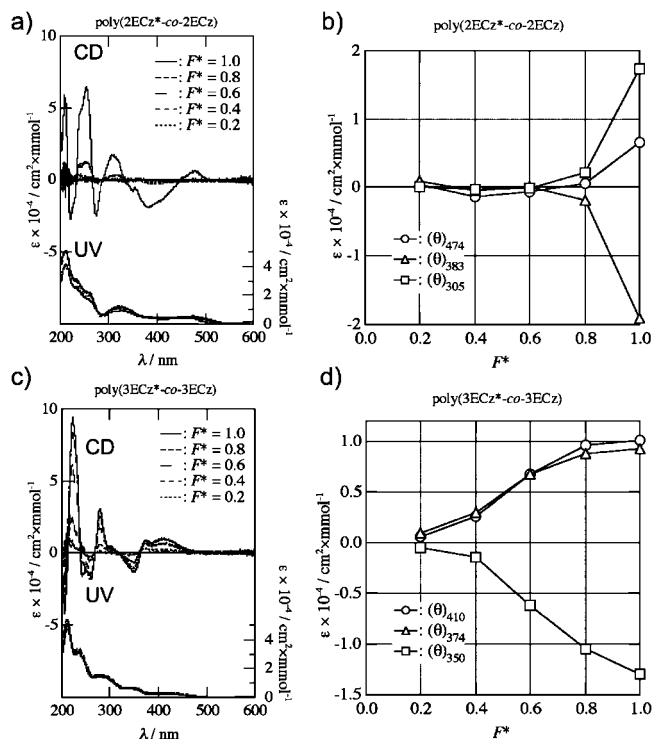 a) poly(2ECz*-co-2ECz)
CD
: F* = 1.0
: F* = 0.8
: F* = 0.6
: F* = 0.4
: F* = 0.2
UV
10
5
0
-5
4
2
0
200 300 400 500 600
λ / nm
ε × 10⁻⁴ / cm²×mmol⁻¹
ε × 10⁻⁴ / cm²×mmol⁻¹
b) poly(2ECz*-co-2ECz)
2
1
0
-1
-2
: (θ)474
: (θ)383
: (θ)305
0.0 0.2 0.4 0.6 0.8 1.0
F*
ε × 10⁻⁴ / cm²×mmol⁻¹
c) poly(3ECz*-co-3ECz)
CD
: F* = 1.0
: F* = 0.8
: F* = 0.6
: F* = 0.4
: F* = 0.2
UV
10
5
0
-5
4
2
0
200 300 400 500 600
λ / nm
ε × 10⁻⁴ / cm²×mmol⁻¹
ε × 10⁻⁴ / cm²×mmol⁻¹
d) poly(3ECz*-co-3ECz)
1.0
0.5
0.0
-0.5
-1.0
-1.5
: (θ)410
: (θ)374
: (θ)350
0.0 0.2 0.4 0.6 0.8 1.0
F*
ε × 10⁻⁴ / cm²×mmol⁻¹